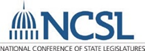 NCSL
NATIONAL CONFERENCE OF STATE LEGISLATURES